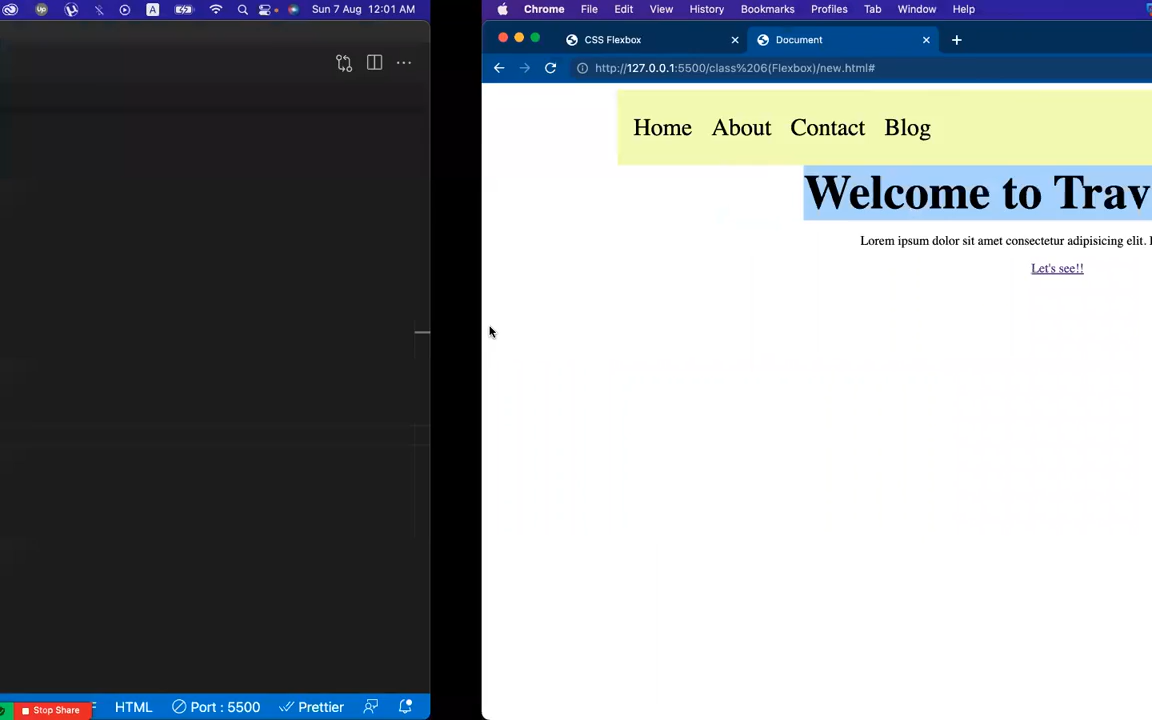 Up
A
Sun 7 Aug 12:01 AM
Stop Share
HTML
Port : 5500
Prettier
Chrome File Edit View History Bookmarks Profiles Tab Window Help
CSS Flexbox
Document
http://127.0.0.1:5500/class%206(Flexbox)/new.html#
Home About Contact Blog
Welcome to Trav
Lorem ipsum dolor sit amet consectetur adipisicing elit.
Let's see!!